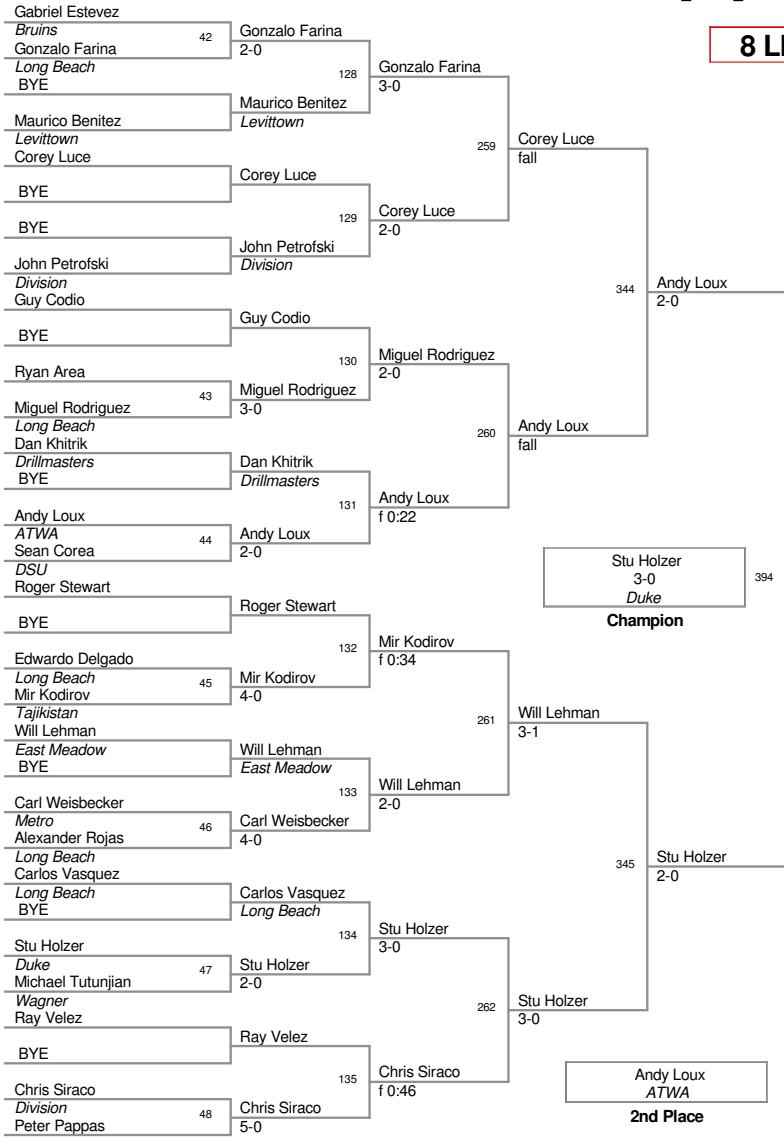 8
Gabriel Estevez
Bruins
42
Gonzalo Farina
Long Beach
BYE
Maurico Benitez
Levittown
Corey Luce
BYE
BYE
John Petrofski
Division
Guy Codio
BYE
Ryan Area
43
Miguel Rodriguez
Long Beach
Dan Khitrik
Drillmasters
BYE
Andy Loux
ATWA
44
Sean Corea
DSU
Roger Stewart
BYE
Edwardo Delgado
Long Beach
45
Mir Kodirov
Tajikistan
Will Lehman
East Meadow
BYE
Carl Weisbecker
Metro
46
Alexander Rojas
Long Beach
Carlos Vasquez
Long Beach
BYE
Stu Holzer
Duke
47
Michael Tutunjian
Wagner
Ray Velez
BYE
Chris Siraco
Division
48
Peter Pappas
Gonzalo Farina
2-0
128
Maurico Benitez
Levittown
Corey Luce
129
John Petrofski
Division
Guy Codio
130
Miguel Rodriguez
3-0
Dan Khitrik
Drillmasters
131
Andy Loux
2-0
Roger Stewart
132
Mir Kodirov
4-0
Will Lehman
East Meadow
133
Carl Weisbecker
4-0
Carlos Vasquez
Long Beach
134
Stu Holzer
2-0
Ray Velez
135
Chris Siraco
5-0
Gonzalo Farina
3-0
259
Corey Luce
2-0
Miguel Rodriguez
2-0
260
Andy Loux
f 0:22
Mir Kodirov
f 0:34
261
Will Lehman
2-0
Stu Holzer
3-0
262
Chris Siraco
f 0:46
Corey Luce
fall
344
Andy Loux
fall
Will Lehman
3-1
345
Stu Holzer
3-0
Andy Loux
2-0
Stu Holzer
2-0
Stu Holzer
3-0
Duke
394
Champion
Andy Loux
ATWA
2nd Place